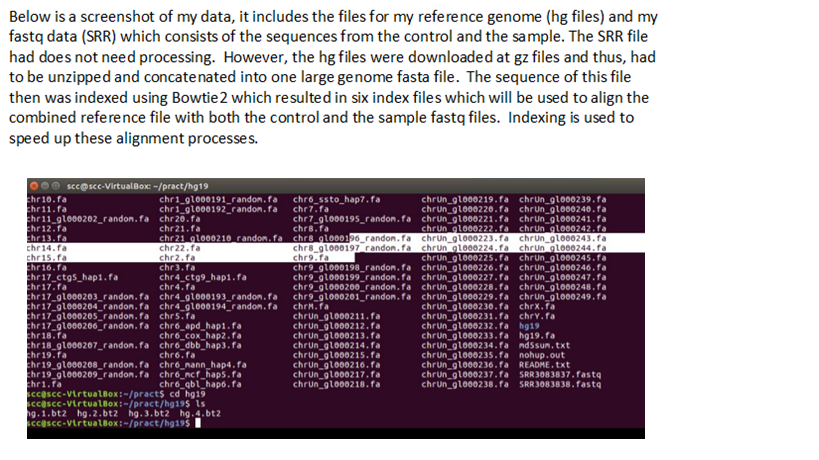 Below is a screenshot of my data, it includes the files for my reference genome (hg files) and my
fastq data (SRR) which consists of the sequences from the control and the sample. The SRR file
had does not need processing.  However, the hg files were downloaded at gz files and thus, had
to be unzipped and concatenated into one large genome fasta file.  The sequence of this file
then was indexed using Bowtie2 which resulted in six index files which will be used to align the
combined reference file with both the control and the sample fastq files.  Indexing is used to
speed up these alignment processes.
scc@scc-VirtualBox: ~/pract/hg19
chr10.fa chr1_gl000191_random.fa chr6_ssto_hap7.fa chrUn_gl000219.fa chrUn_gl000239.fa
chr11.fa chr1_gl000192_random.fa chr7.fa chrUn_gl000220.fa chrUn_gl000240.fa
chr11_gl000202_random.fa chr20.fa chr7_gl000195_random.fa chrUn_gl000221.fa chrUn_gl000241.fa
chr12.fa chr21.fa chr8.fa chrUn_gl000222.fa chrUn_gl000242.fa
chr13.fa chr21_gl000210_random.fa chr8_gl000196_random.fa chrUn_gl000223.fa chrUn_gl000243.fa
chr14.fa chr22.fa chr8_gl000197_random.fa chrUn_gl000224.fa chrUn_gl000244.fa
chr15.fa chr2.fa chr9.fa chrUn_gl000225.fa chrUn_gl000245.fa
chr16.fa chr3.fa chr9_gl000198_random.fa chrUn_gl000226.fa chrUn_gl000246.fa
chr17_ctg5_hap1.fa chr4_ctg9_hap1.fa chr9_gl000199_random.fa chrUn_gl000227.fa chrUn_gl000247.fa
chr17.fa chr4.fa chr9_gl000200_random.fa chrUn_gl000228.fa chrUn_gl000248.fa
chr17_gl000203_random.fa chr4_gl000193_random.fa chr9_gl000201_random.fa chrUn_gl000229.fa chrUn_gl000249.fa
chr17_gl000204_random.fa chr4_gl000194_random.fa chrM.fa chrUn_gl000230.fa chrX.fa
chr17_gl000205_random.fa chr5.fa chrUn_gl000211.fa chrUn_gl000231.fa chrY.fa
chr17_gl000206_random.fa chr6_apd_hap1.fa chrUn_gl000212.fa chrUn_gl000232.fa hg19
chr18.fa chr6_cox_hap2.fa chrUn_gl000213.fa chrUn_gl000233.fa hg19.fa
chr18_gl000207_random.fa chr6_dbb_hap3.fa chrUn_gl000214.fa chrUn_gl000234.fa md5sum.txt
chr19.fa chr6.fa chrUn_gl000215.fa chrUn_gl000235.fa nohup.out
chr19_gl000208_random.fa chr6_mann_hap4.fa chrUn_gl000216.fa chrUn_gl000236.fa README.txt
chr19_gl000209_random.fa chr6_mcf_hap5.fa chrUn_gl000217.fa chrUn_gl000237.fa SRR3083837.fastq
chr1.fa chr6_qbl_hap6.fa chrUn_gl000218.fa chrUn_gl000238.fa SRR3083838.fastq
scc@scc-VirtualBox:~/pract$ cd hg19
scc@scc-VirtualBox:~/pract/hg19$ ls
hg.1.bt2 hg.2.bt2 hg.3.bt2 hg.4.bt2
scc@scc-VirtualBox:~/pract/hg19$